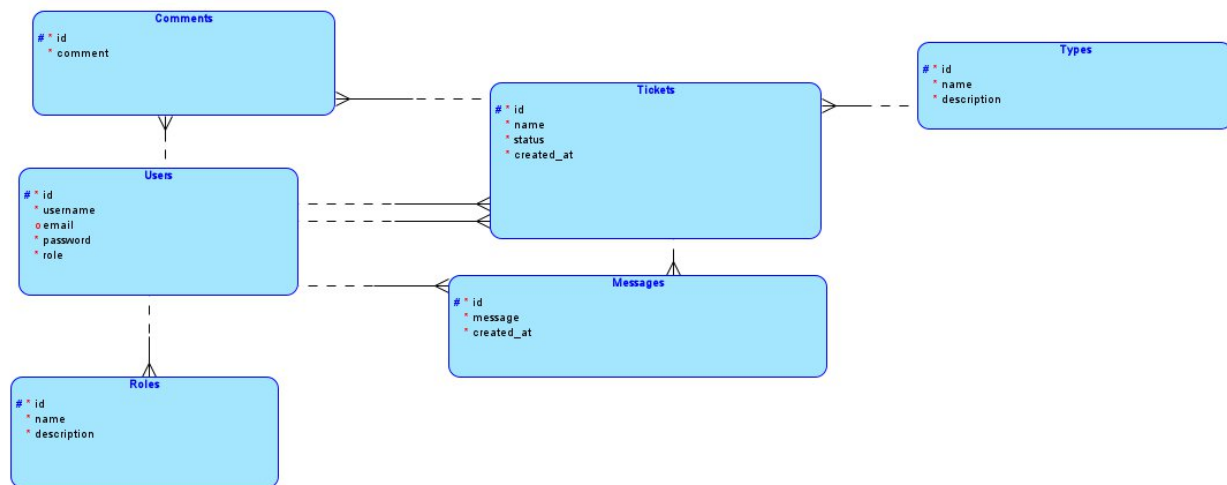 Comments
# * id
* comment
Types
# * id
* name
* description
Tickets
# * id
* name
* status
* created_at
Users
# * id
* username
o email
* password
* role
Messages
# * id
* message
* created_at
Roles
# * id
* name
* description